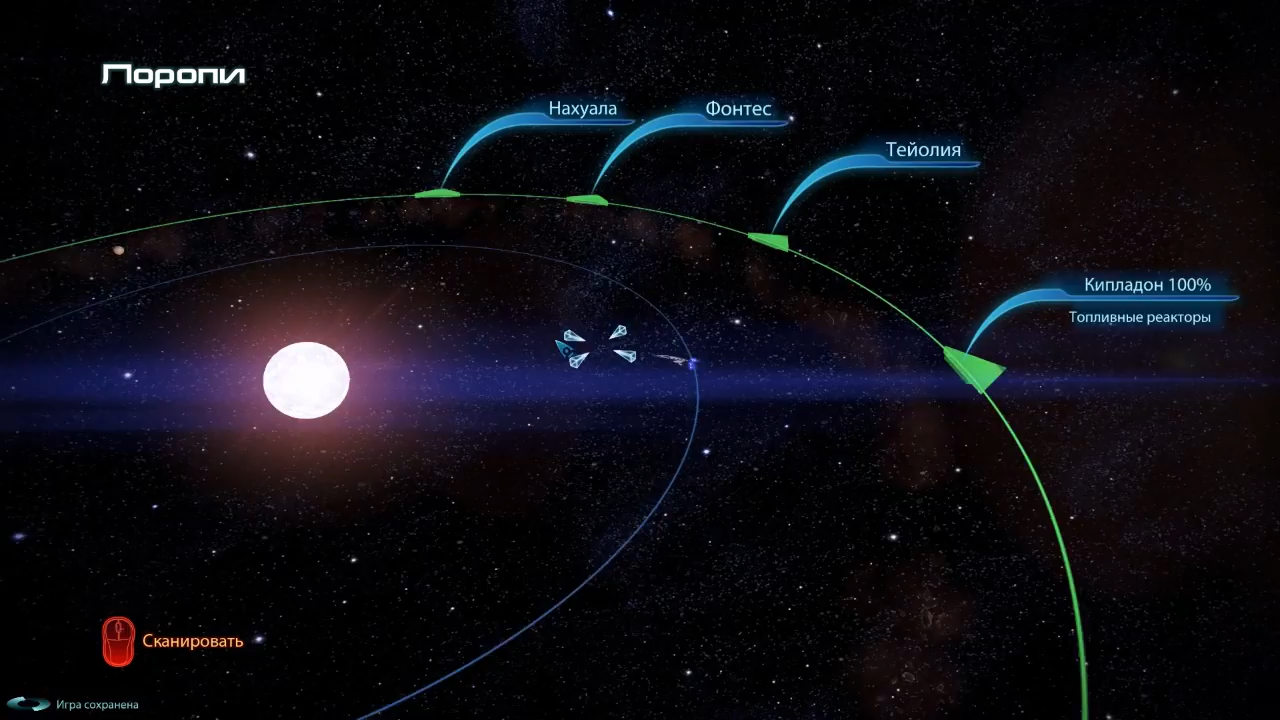 Поропи
Нахуала
Фонтес
Тейолия
Кипладон 100%
Топливные реакторы
Сканировать
Игра сохранена